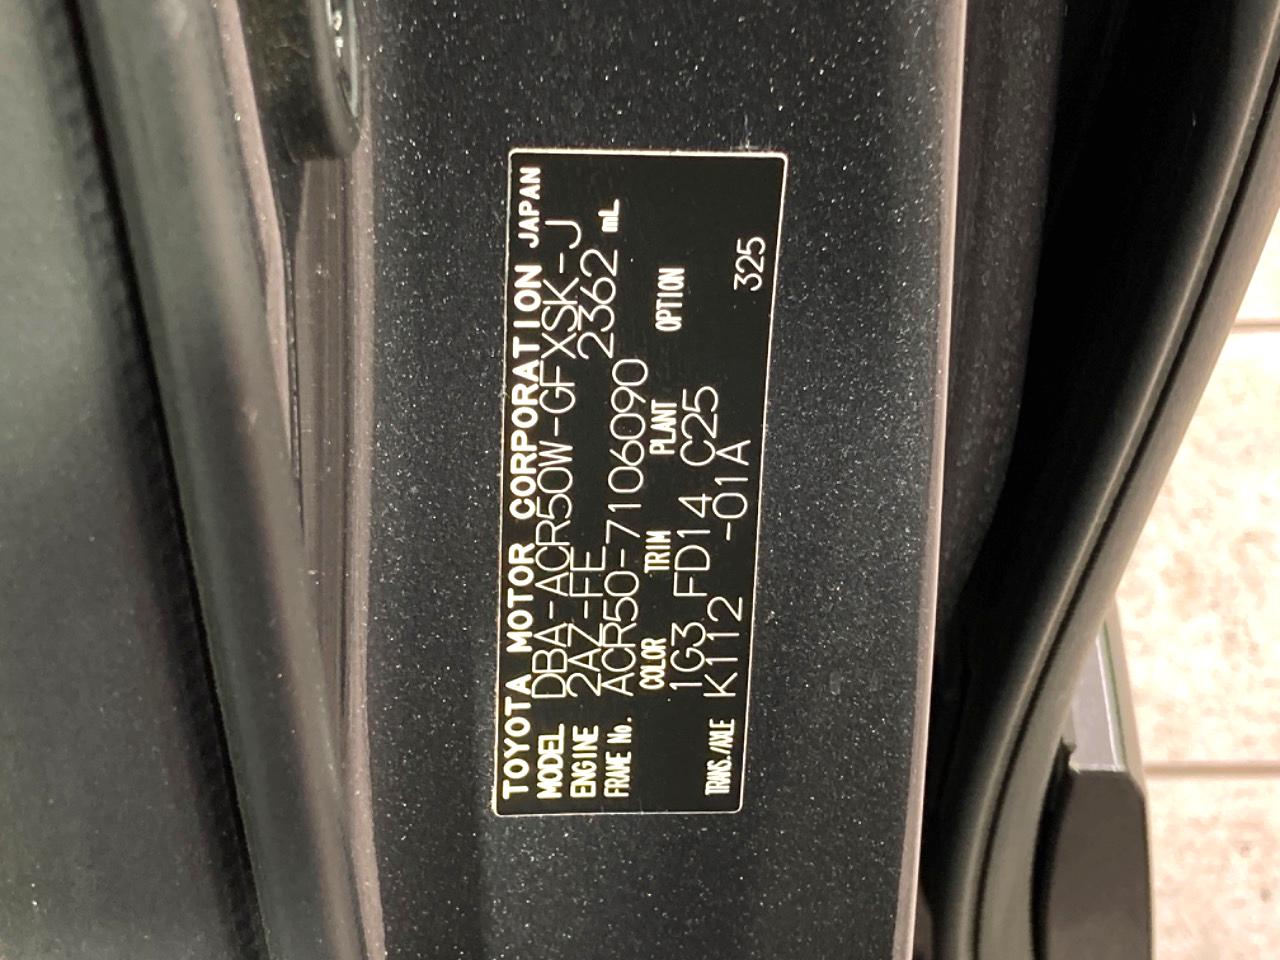 TOYOTA MOTOR CORPORATION JAPAN
MODEL DBA-ACR50W-GFXSK-J
ENGINE 2AZ-FE 2362 mL
FRAME No. ACR50-7106090
COLOR TRIM PLANT OPTION
1G3 FD14 C25
TRANS./AXLE K112 -01A 325